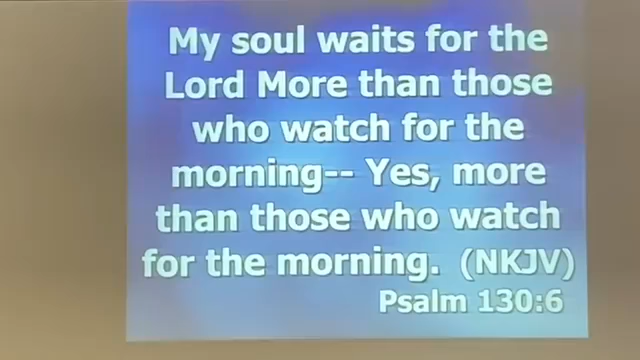 My soul waits for the
Lord More than those
who watch for the
morning-- Yes, more
than those who watch
for the morning. (NKJV)
Psalm 130:6